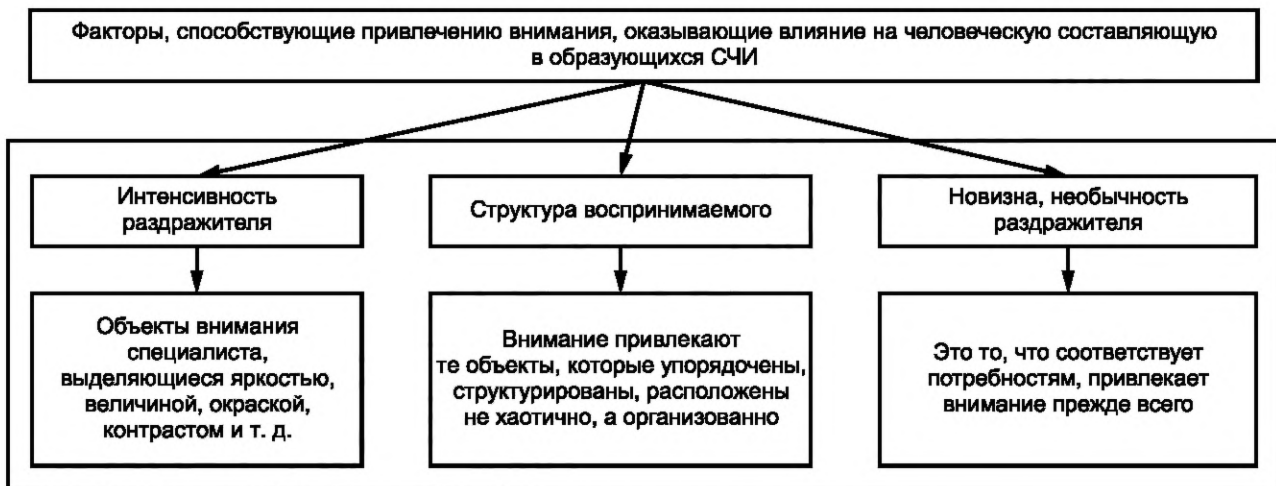 Факторы, способствующие привлечению внимания, оказывающие влияние на человеческую составляющую
в образующихся СЧИ
Интенсивность
раздражителя
Структура воспринимаемого
Новизна, необычность
раздражителя
Объекты внимания
специалиста,
выделяющиеся яркостью,
величиной, окраской,
контрастом и т. д.
Внимание привлекают
те объекты, которые упорядочены,
структурированы, расположены
не хаотично, а организованно
Это то, что соответствует
потребностям, привлекает
внимание прежде всего